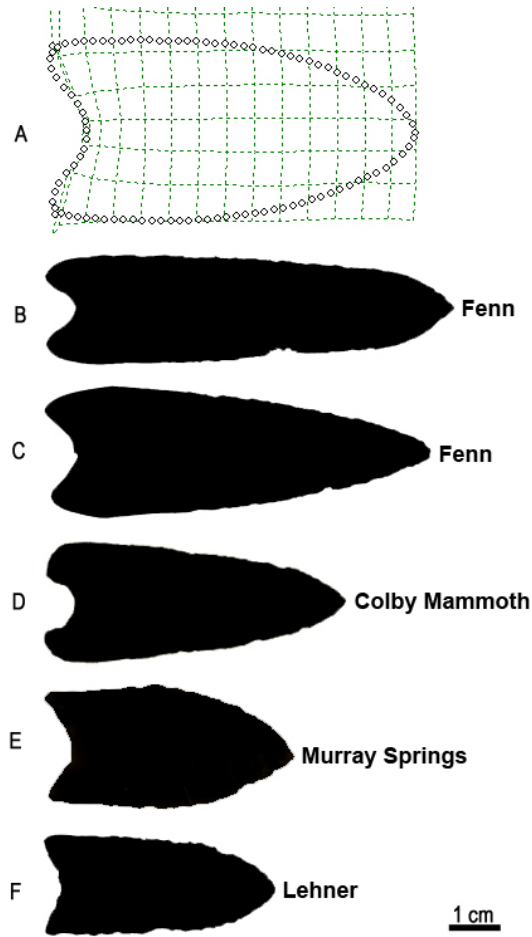 A
B
Fenn
C
Fenn
D
Colby Mammoth
E
Murray Springs
F
Lehner
1 cm